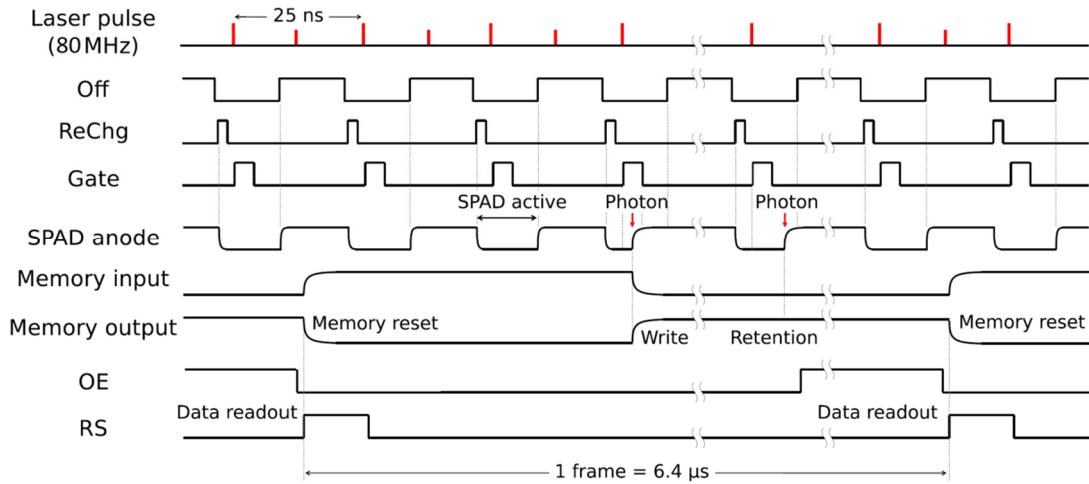 Laser pulse
(80 MHz)
25 ns
Off
ReChg
Gate
SPAD active
Photon
Photon
SPAD anode
Memory input
Memory output
Memory reset
Write
Retention
Memory reset
OE
Data readout
Data readout
RS
1 frame = 6.4 μs